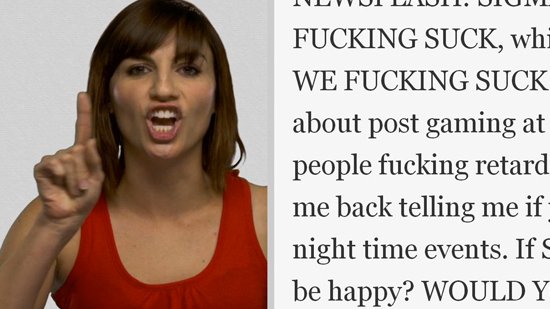 NEWSFLASH: SIGM
FUCKING SUCK, whi
WE FUCKING SUCK
about post gaming at
people fucking retard
me back telling me if
night time events. If S
be happy? WOULD Y